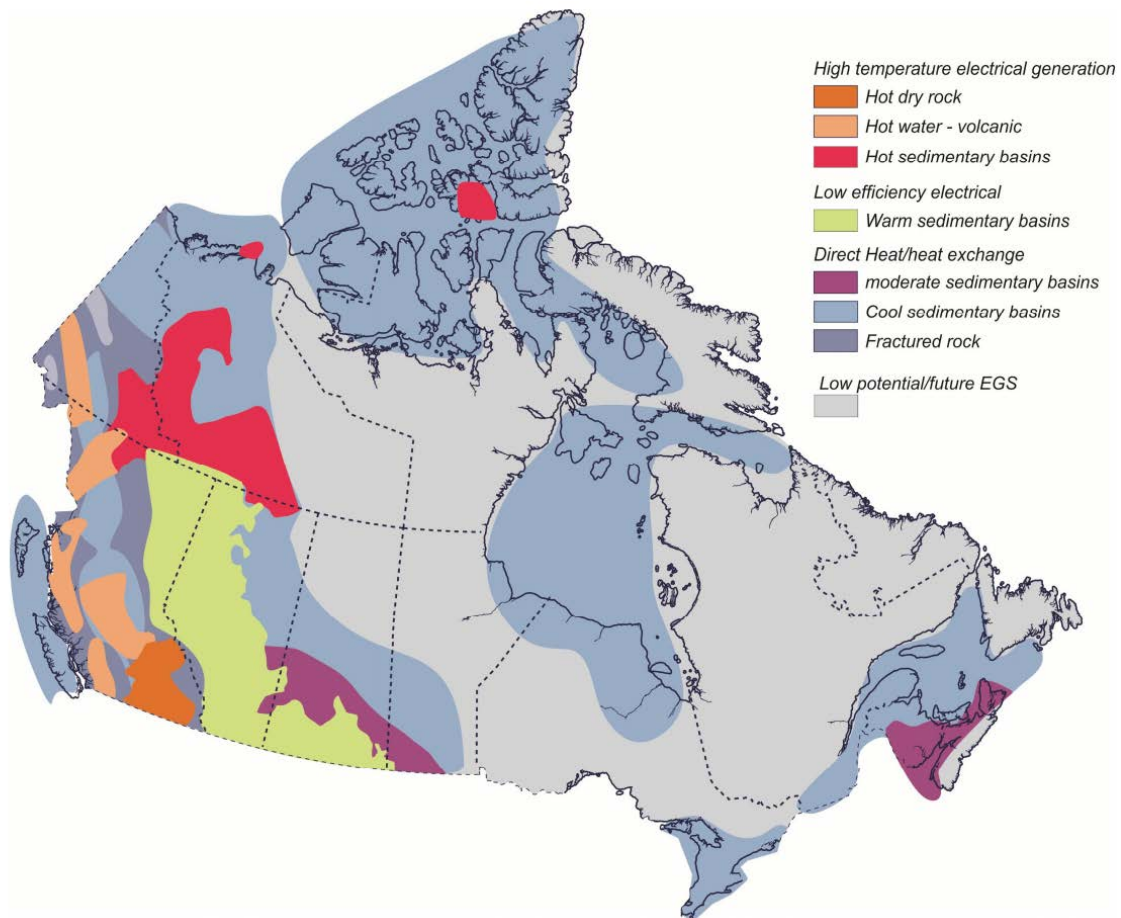 High temperature electrical generation
Hot dry rock
Hot water - volcanic
Hot sedimentary basins
Low efficiency electrical
Warm sedimentary basins
Direct Heat/heat exchange
moderate sedimentary basins
Cool sedimentary basins
Fractured rock
Low potential/future EGS